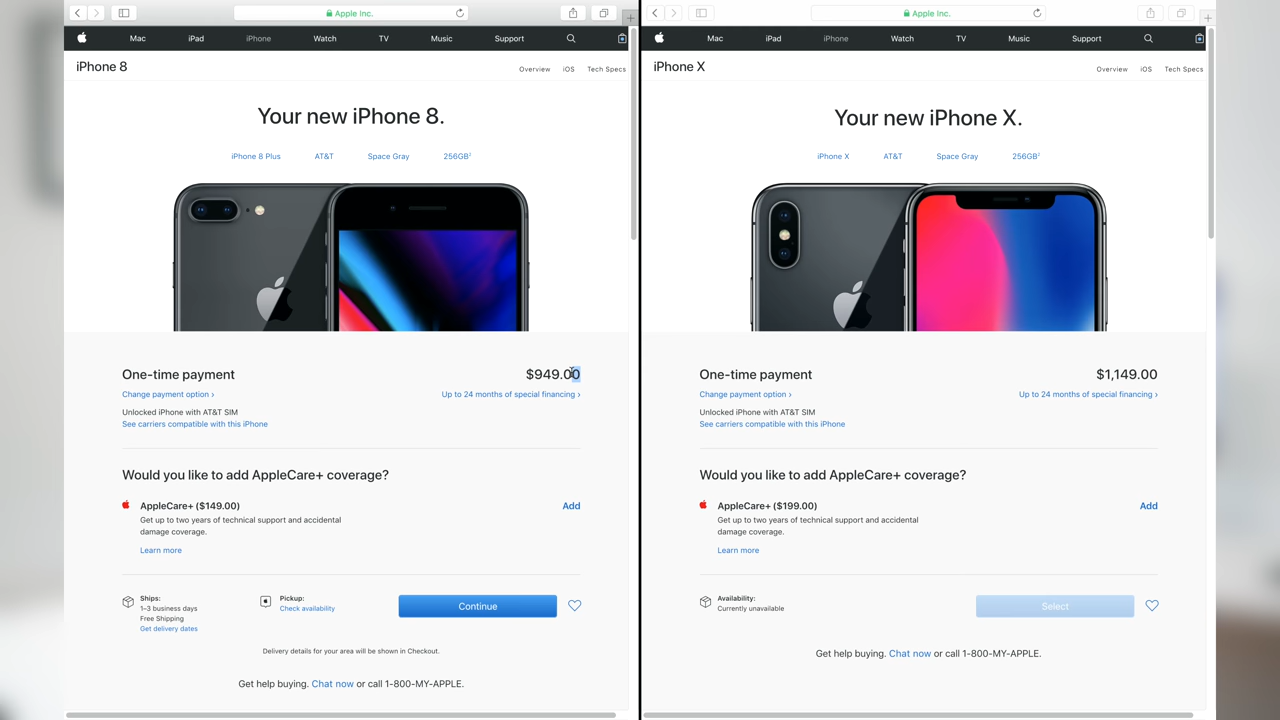 Apple Inc.
Mac iPad iPhone Watch TV Music Support
iPhone 8
Overview iOS Tech Specs
Your new iPhone 8.
iPhone 8 Plus AT&T Space Gray 256GB²
One-time payment $949.00
Change payment option › Up to 24 months of special financing ›
Unlocked iPhone with AT&T SIM
See carriers compatible with this iPhone
Would you like to add AppleCare+ coverage?
AppleCare+ ($149.00) Add
Get up to two years of technical support and accidental
damage coverage.
Learn more
Ships:
1–3 business days
Free Shipping
Get delivery dates
Pickup:
Check availability
Continue
Delivery details for your area will be shown in Checkout.
Get help buying. Chat now or call 1-800-MY-APPLE.
Apple Inc.
Mac iPad iPhone Watch TV Music Support
iPhone X
Overview iOS Tech Specs
Your new iPhone X.
iPhone X AT&T Space Gray 256GB²
One-time payment $1,149.00
Change payment option › Up to 24 months of special financing ›
Unlocked iPhone with AT&T SIM
See carriers compatible with this iPhone
Would you like to add AppleCare+ coverage?
AppleCare+ ($199.00) Add
Get up to two years of technical support and accidental
damage coverage.
Learn more
Availability:
Currently unavailable
Select
Get help buying. Chat now or call 1-800-MY-APPLE.